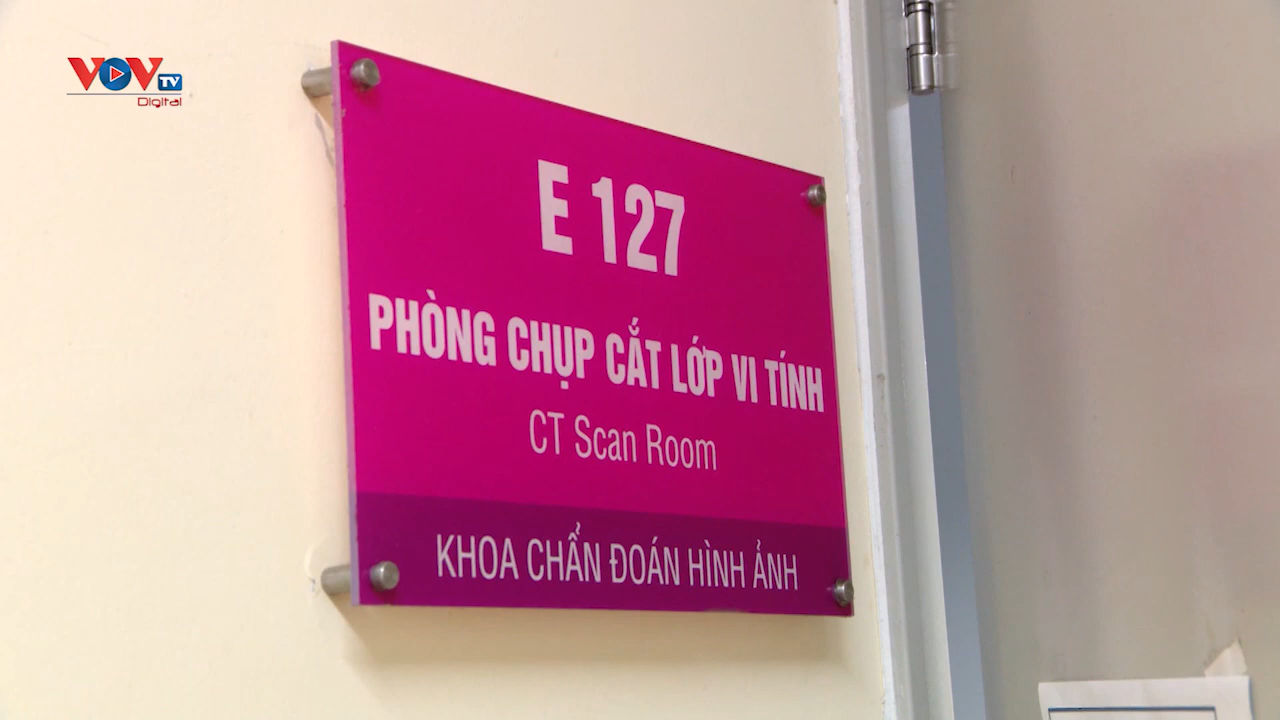 VOV TV
Digital
E 127
PHÒNG CHỤP CẮT LỚP VI TÍNH
CT Scan Room
KHOA CHẨN ĐOÁN HÌNH ẢNH